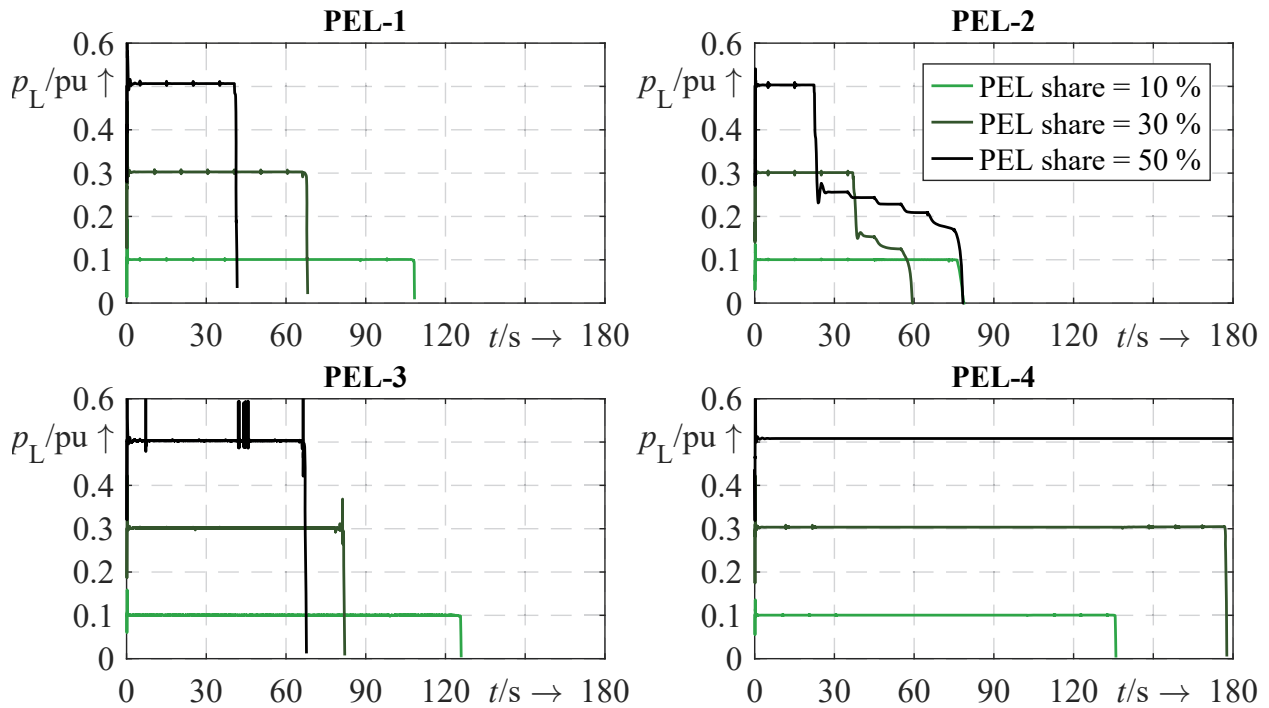 PEL-1
0.6
p_L/pu ↑
0.4
0.3
0.2
0.1
0
0 30 60 90 120 t/s → 180
PEL-2
0.6
p_L/pu ↑
0.4
0.3
0.2
0.1
0
0 30 60 90 120 t/s → 180
PEL share = 10 %
PEL share = 30 %
PEL share = 50 %
PEL-3
0.6
p_L/pu ↑
0.4
0.3
0.2
0.1
0
0 30 60 90 120 t/s → 180
PEL-4
0.6
p_L/pu ↑
0.4
0.3
0.2
0.1
0
0 30 60 90 120 t/s → 180